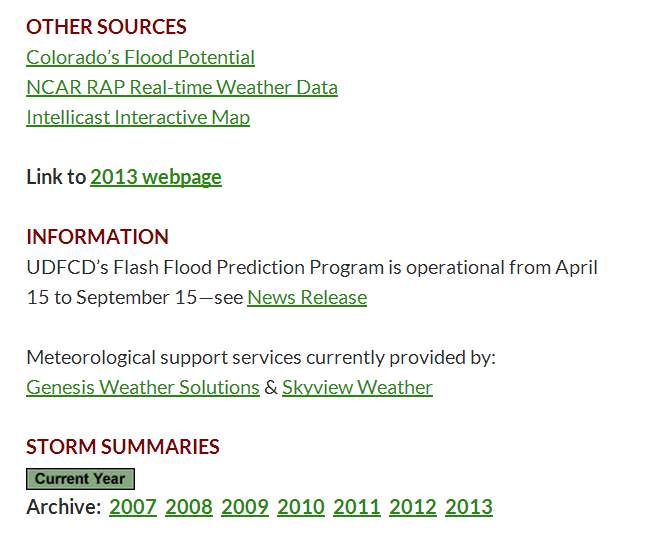 OTHER SOURCES
Colorado’s Flood Potential
NCAR RAP Real-time Weather Data
Intellicast Interactive Map
Link to 2013 webpage
INFORMATION
UDFCD’s Flash Flood Prediction Program is operational from April
15 to September 15—see News Release
Meteorological support services currently provided by:
Genesis Weather Solutions & Skyview Weather
STORM SUMMARIES
Current Year
Archive: 2007 2008 2009 2010 2011 2012 2013